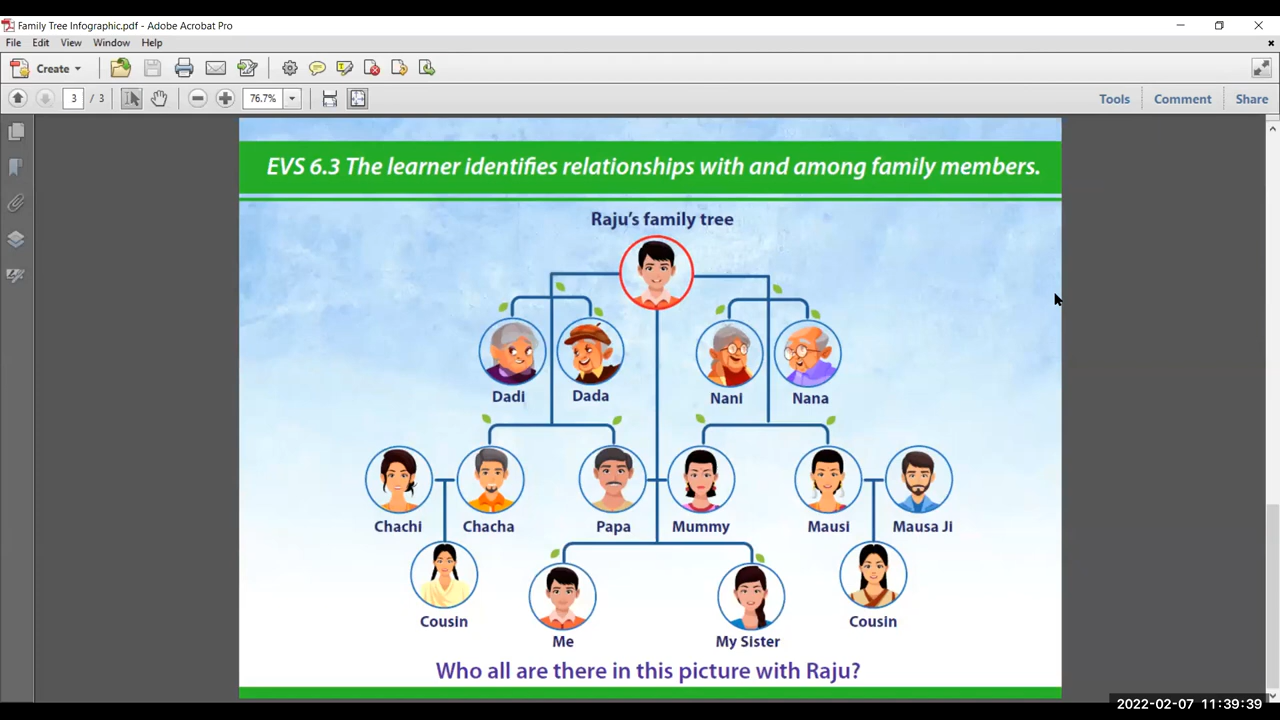 Family Tree Infographic.pdf - Adobe Acrobat Pro
File Edit View Window Help
Create
3 / 3 76.7% Tools Comment Share
EVS 6.3 The learner identifies relationships with and among family members.
Raju's family tree
Dadi Dada Nani Nana
Chachi Chacha Papa Mummy Mausi Mausa Ji
Cousin Me My Sister Cousin
Who all are there in this picture with Raju?
2022-02-07 11:39:39